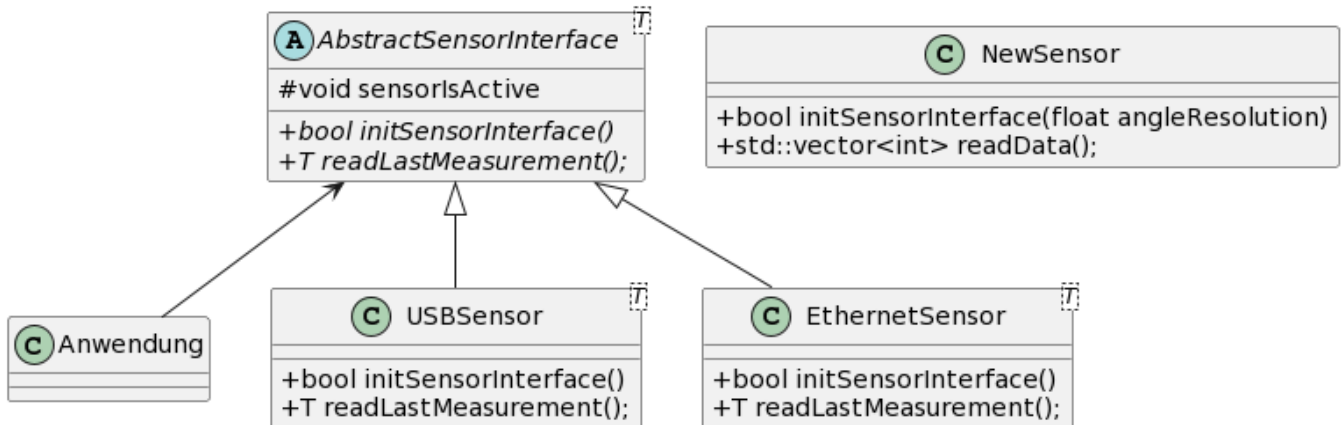 T
A AbstractSensorInterface
#void sensorIsActive
+bool initSensorInterface()
+T readLastMeasurement();
C NewSensor
+bool initSensorInterface(float angleResolution)
+std::vector<int> readData();
C Anwendung
T
C USBSensor
+bool initSensorInterface()
+T readLastMeasurement();
T
C EthernetSensor
+bool initSensorInterface()
+T readLastMeasurement();